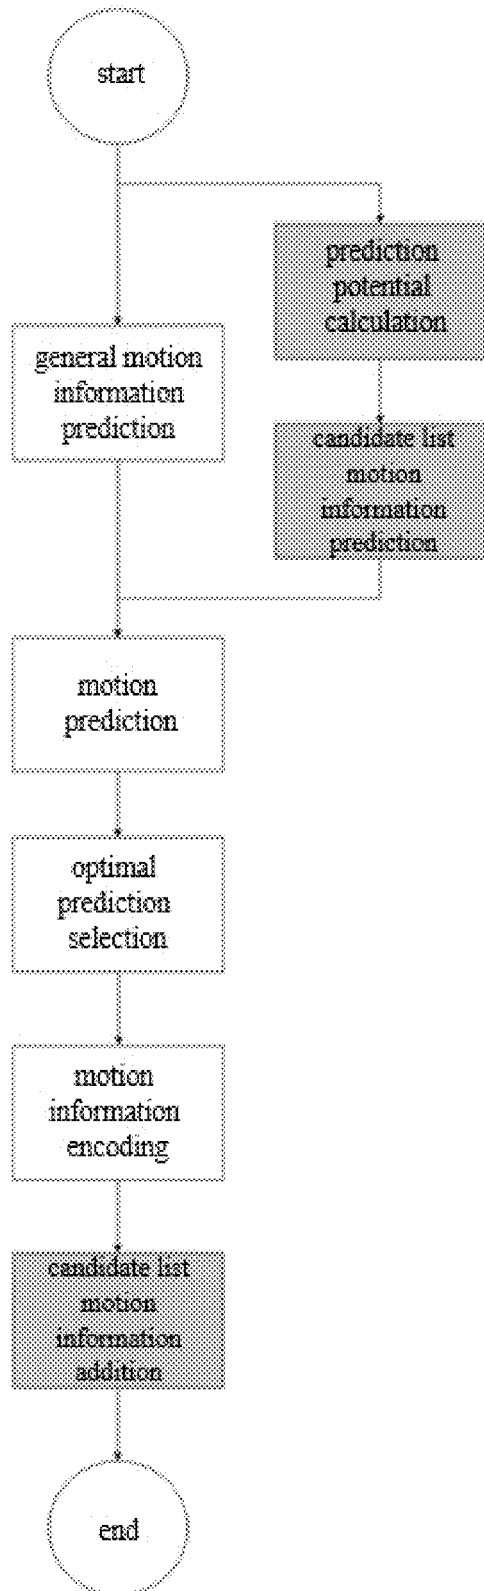 start
prediction
potential
calculation
general motion
information
prediction
candidate list
motion
information
prediction
motion
prediction
optimal
prediction
selection
motion
information
encoding
candidate list
motion
information
addition
end